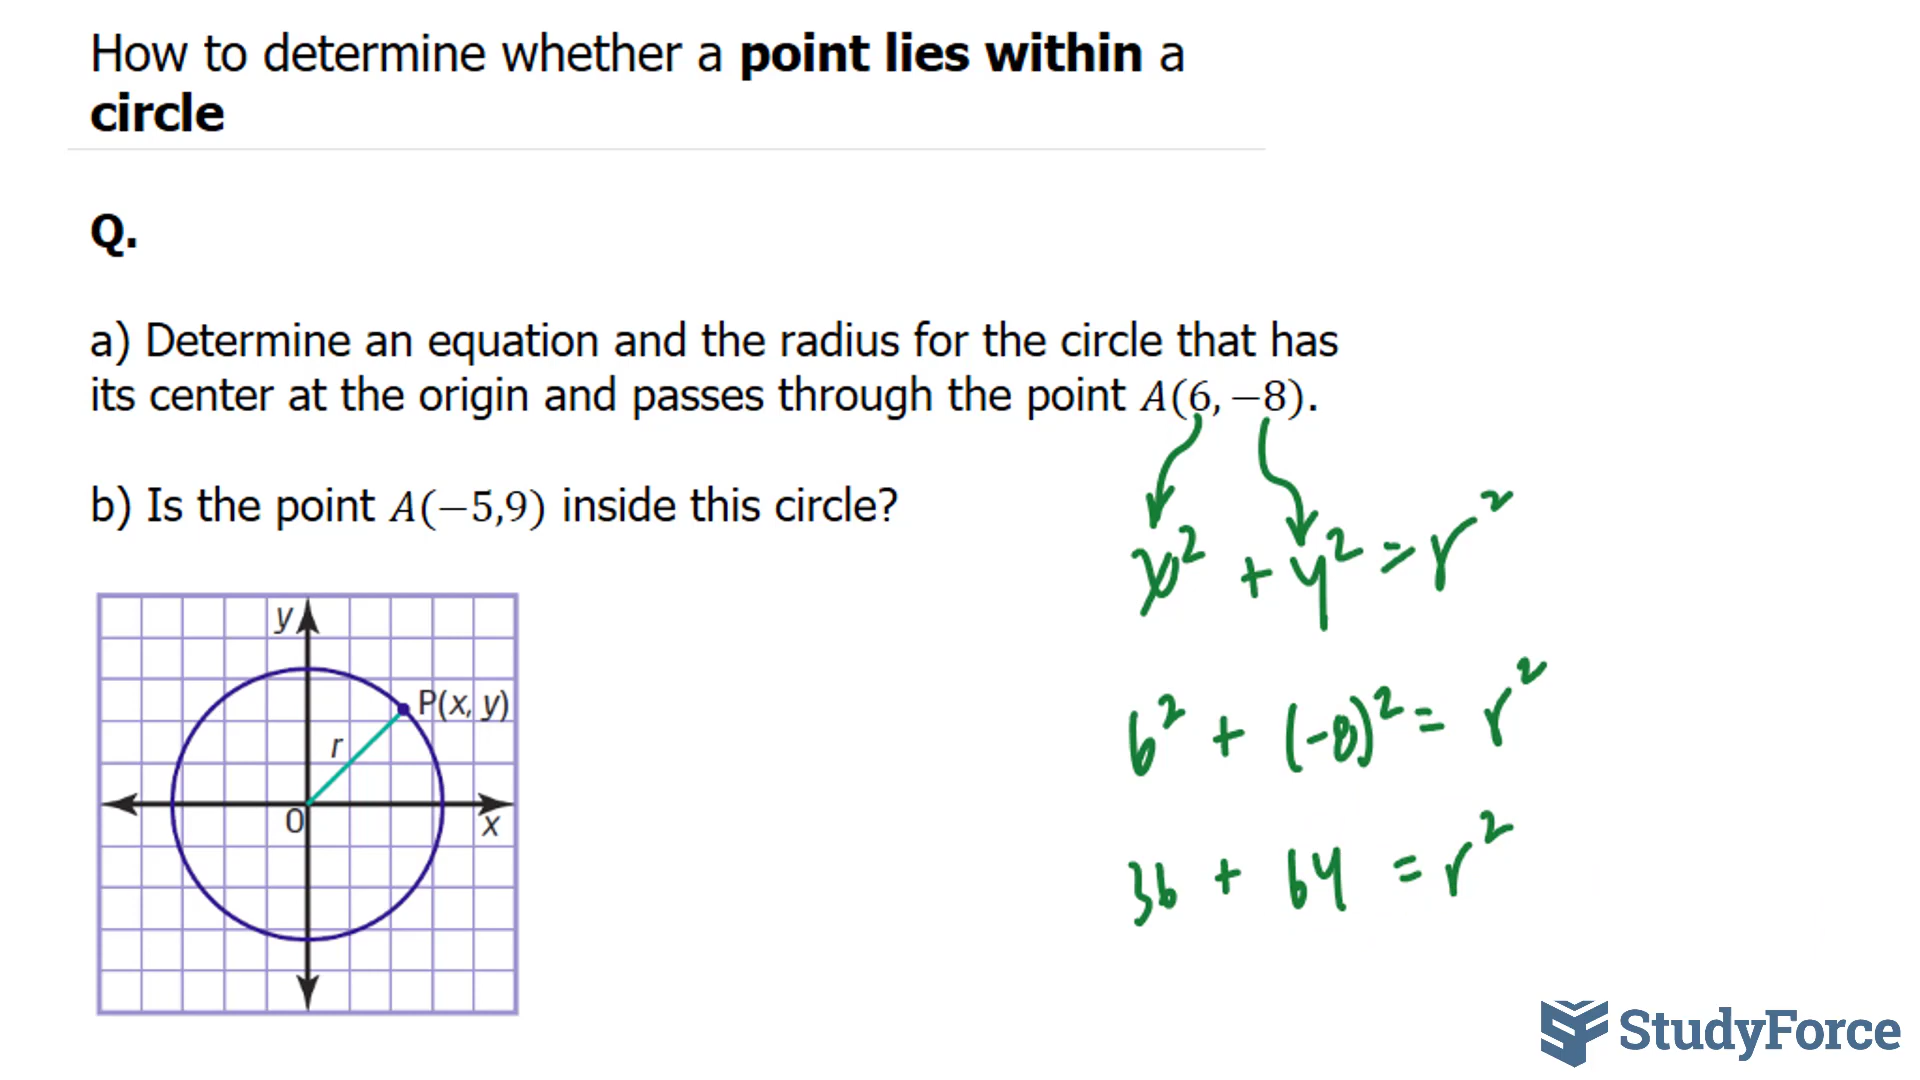 How to determine whether a point lies within a
circle
Q.
a) Determine an equation and the radius for the circle that has
its center at the origin and passes through the point A(6, −8).
b) Is the point A(−5,9) inside this circle?
x² + y² = r²
6² + (-8)² = r²
36 + 64 = r²
y
P(x, y)
r
0
x
StudyForce